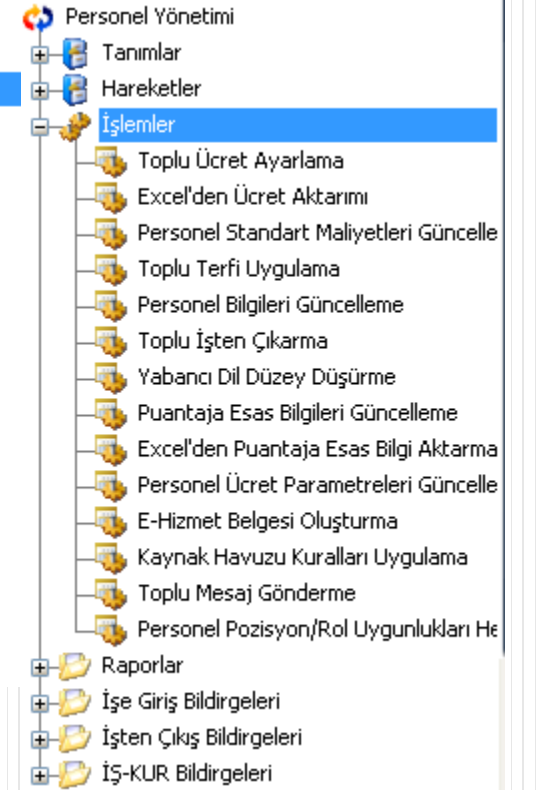 Personel Yönetimi
Tanımlar
Hareketler
İşlemler
Toplu Ücret Ayarlama
Excel'den Ücret Aktarımı
Personel Standart Maliyetleri Güncelle
Toplu Terfi Uygulama
Personel Bilgileri Güncelleme
Toplu İşten Çıkarma
Yabancı Dil Düzey Düşürme
Puantaja Esas Bilgileri Güncelleme
Excel'den Puantaja Esas Bilgi Aktarma
Personel Ücret Parametreleri Güncelle
E-Hizmet Belgesi Oluşturma
Kaynak Havuzu Kuralları Uygulama
Toplu Mesaj Gönderme
Personel Pozisyon/Rol Uygunlukları He
Raporlar
İşe Giriş Bildirgeleri
İşten Çıkış Bildirgeleri
İŞ-KUR Bildirgeleri